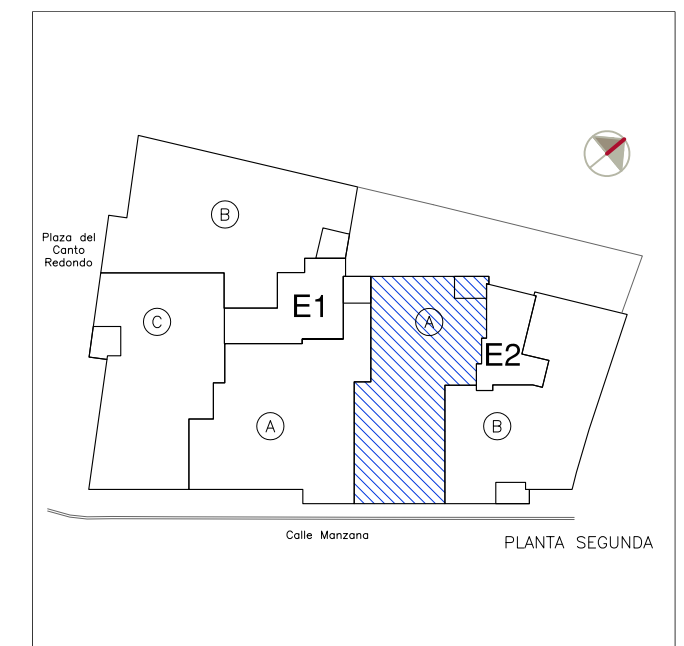 B
Plaza del
Canto
Redondo
E1
C
A
E2
A
B
Calle Manzana
PLANTA SEGUNDA